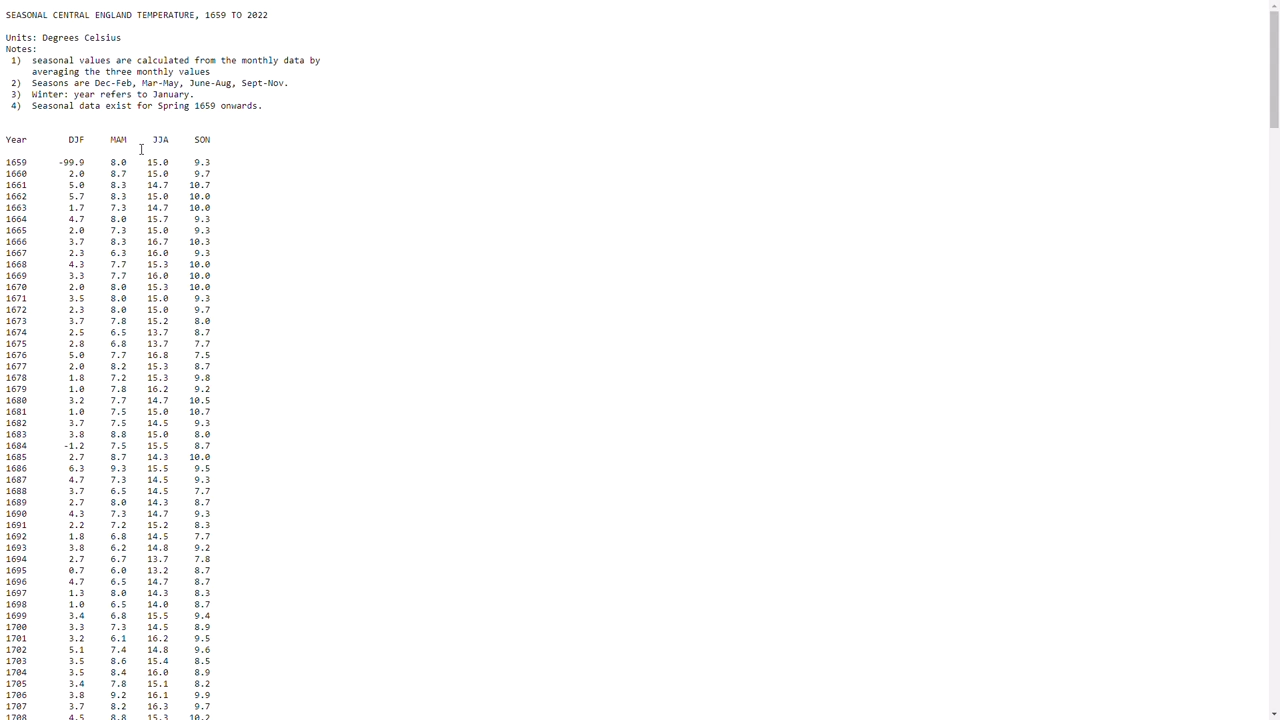 SEASONAL CENTRAL ENGLAND TEMPERATURE, 1659 TO 2022
Units: Degrees Celsius
Notes:
1) seasonal values are calculated from the monthly data by
averaging the three monthly values
2) Seasons are Dec-Feb, Mar-May, June-Aug, Sept-Nov.
3) Winter: year refers to January.
4) Seasonal data exist for Spring 1659 onwards.
Year DJF MAM JJA SON
1659 -99.9 8.0 15.0 9.3
1660 2.0 8.7 15.0 9.7
1661 5.0 8.3 14.7 10.7
1662 5.7 8.3 15.0 10.0
1663 1.7 7.3 14.7 10.0
1664 4.7 8.0 15.7 9.3
1665 2.0 7.3 15.0 9.3
1666 3.7 8.3 16.7 10.3
1667 2.3 6.3 16.0 9.3
1668 4.3 7.7 15.3 10.0
1669 3.3 7.7 16.0 10.0
1670 2.0 8.0 15.3 10.0
1671 3.5 8.0 15.0 9.3
1672 2.3 8.0 15.0 9.7
1673 3.7 7.8 15.2 8.0
1674 2.5 6.5 13.7 8.7
1675 2.8 6.8 13.7 7.7
1676 5.0 7.7 16.8 7.5
1677 2.0 8.2 15.3 8.7
1678 1.8 7.2 15.3 9.8
1679 1.0 7.8 16.2 9.2
1680 3.2 7.7 14.7 10.5
1681 1.0 7.5 15.0 10.7
1682 3.7 7.5 14.5 9.3
1683 3.8 8.8 15.0 8.0
1684 -1.2 7.5 15.5 8.7
1685 2.7 8.7 14.3 10.0
1686 6.3 9.3 15.5 9.5
1687 4.7 7.3 14.5 9.3
1688 3.7 6.5 14.5 7.7
1689 2.7 8.0 14.3 8.7
1690 4.3 7.3 14.7 9.3
1691 2.2 7.2 15.2 8.3
1692 1.8 6.8 14.5 7.7
1693 3.8 6.2 14.8 9.2
1694 2.7 6.7 13.7 7.8
1695 0.7 6.0 13.2 8.7
1696 4.7 6.5 14.7 8.7
1697 1.3 8.0 14.3 8.3
1698 1.0 6.5 14.0 8.7
1699 3.4 6.8 15.5 9.4
1700 3.3 7.3 14.5 8.9
1701 3.2 6.1 16.2 9.5
1702 5.1 7.4 14.8 9.6
1703 3.5 8.6 15.4 8.5
1704 3.5 8.4 16.0 8.9
1705 3.4 7.8 15.1 8.2
1706 3.8 9.2 16.1 9.9
1707 3.7 8.2 16.3 9.7
1708 4.5 8.8 15.3 10.2